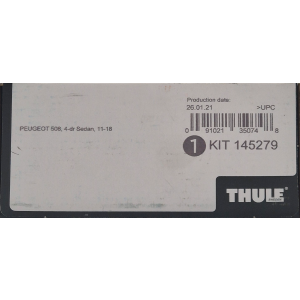 Production date:
26.01.21 >UPC
0 91021 35074 8
PEUGEOT 508, 4-dr Sedan, 11-18
1 KIT 145279
THULE